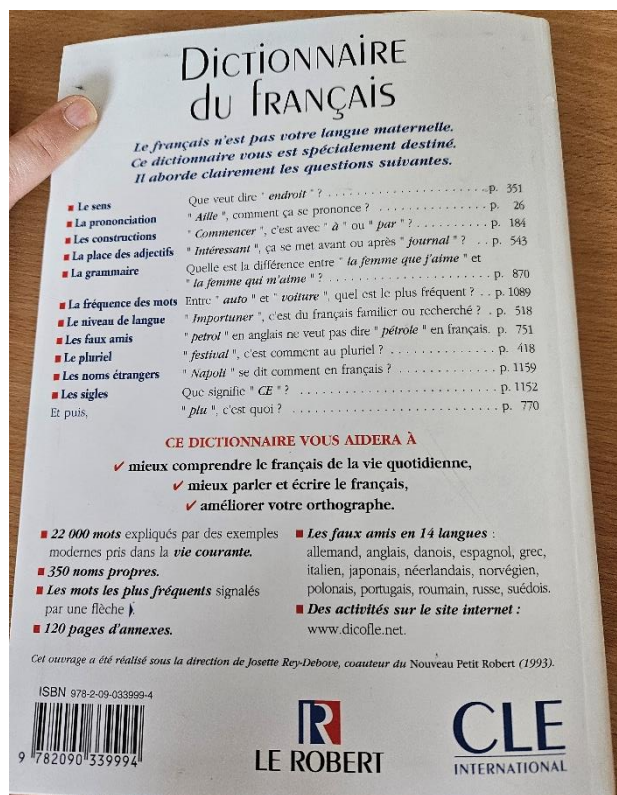 Dictionnaire
du français
Le français n'est pas votre langue maternelle.
Ce dictionnaire vous est spécialement destiné.
Il aborde clairement les questions suivantes.
■ Le sens Que veut dire " endroit " ? . . . . . . . . . . . . . . . . . . . . . . . p. 351
■ La prononciation " Aille ", comment ça se prononce ? . . . . . . . . . . . . . . . . p. 26
■ Les constructions " Commencer ", c'est avec " à " ou " par " ? . . . . . . . . . . p. 184
■ La place des adjectifs " Intéressant ", ça se met avant ou après " journal " ? . . p. 543
■ La grammaire Quelle est la différence entre " la femme que j'aime " et
" la femme qui m'aime " ? . . . . . . . . . . . . . . . . . . . . . . p. 870
■ La fréquence des mots Entre " auto " et " voiture ", quel est le plus fréquent ? . . p. 1089
■ Le niveau de langue " Importuner ", c'est du français familier ou recherché ? . p. 518
■ Les faux amis " petrol " en anglais ne veut pas dire " pétrole " en français. p. 751
■ Le pluriel " festival ", c'est comment au pluriel ? . . . . . . . . . . . . . . p. 418
■ Les noms étrangers " Napoli " se dit comment en français ? . . . . . . . . . . . . . p. 1159
■ Les sigles Que signifie " CE " ? . . . . . . . . . . . . . . . . . . . . . . . . . . p. 1152
Et puis, " plu ", c'est quoi ? . . . . . . . . . . . . . . . . . . . . . . . . . . . p. 770
CE DICTIONNAIRE VOUS AIDERA À
✓ mieux comprendre le français de la vie quotidienne,
✓ mieux parler et écrire le français,
✓ améliorer votre orthographe.
■ 22 000 mots expliqués par des exemples
modernes pris dans la vie courante.
■ 350 noms propres.
■ Les mots les plus fréquents signalés
par une flèche
■ 120 pages d'annexes.
■ Les faux amis en 14 langues :
allemand, anglais, danois, espagnol, grec,
italien, japonais, néerlandais, norvégien,
polonais, portugais, roumain, russe, suédois.
■ Des activités sur le site internet :
www.dicofle.net.
Cet ouvrage a été réalisé sous la direction de Josette Rey-Debove, coauteur du Nouveau Petit Robert (1993).
ISBN 978-2-09-033999-4
9 782090 339994
R
LE ROBERT
CLE
INTERNATIONAL